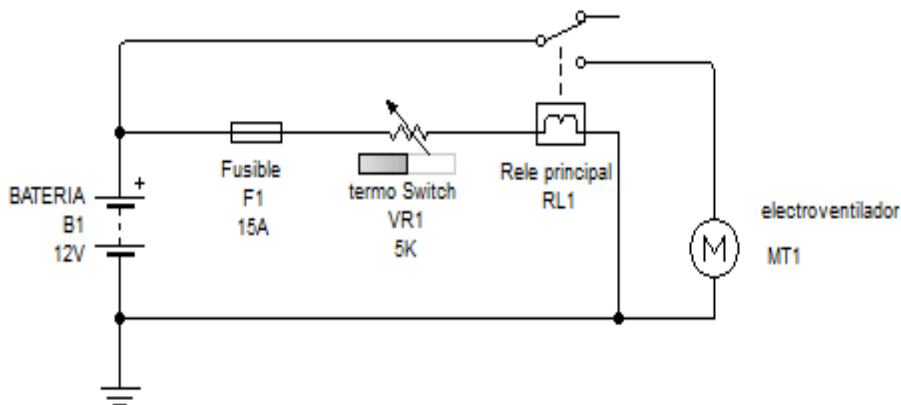 BATERIA
B1
12V
+
Fusible
F1
15A
termo Switch
VR1
5K
Rele principal
RL1
electroventilador
M
MT1